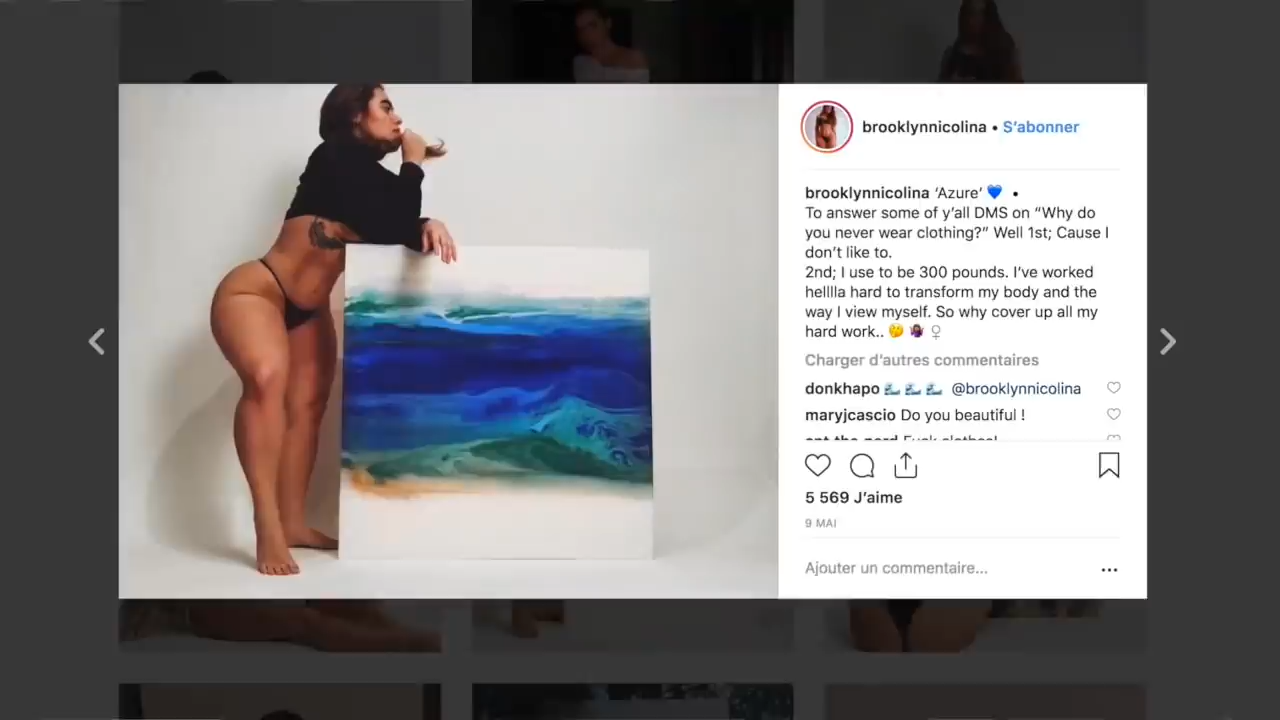 brooklynnicolina • S'abonner
brooklynnicolina ‘Azure’ 💙 •
To answer some of y’all DMS on “Why do
you never wear clothing?” Well 1st; Cause I
don’t like to.
2nd; I use to be 300 pounds. I’ve worked
helllla hard to transform my body and the
way I view myself. So why cover up all my
hard work.. 🤔 🤷🏾 ♀
Charger d’autres commentaires
donkhapo 🌊 🌊 🌊 @brooklynnicolina
maryjcascio Do you beautiful !
5 569 J’aime
9 MAI
Ajouter un commentaire...